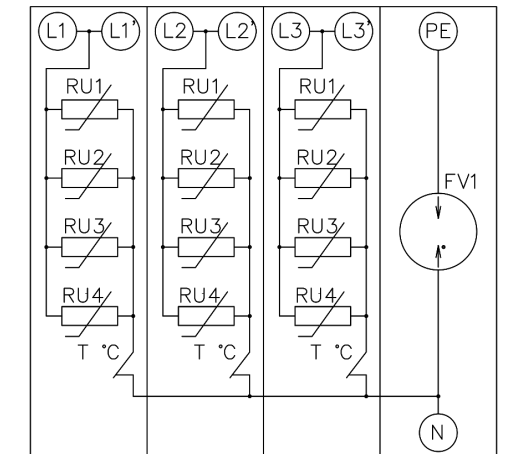 L1 L1' L2 L2' L3 L3' PE
RU1 RU1 RU1
RU2 RU2 RU2
FV1
RU3 RU3 RU3
RU4 RU4 RU4
T °C T °C T °C
N